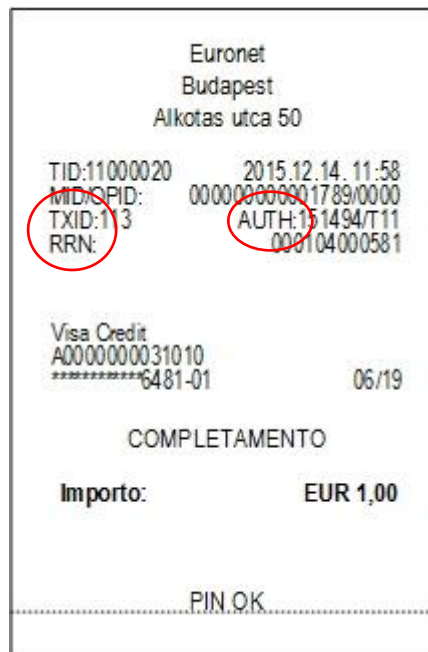 Euronet
Budapest
Alkotas utca 50
TID:11000020 2015.12.14. 11:58
MID/OPID: 000000000001789/0000
TXID:113 AUTH:151494/T11
RRN: 000104000581
Visa Credit
A0000000031010
************6481-01 06/19
COMPLETAMENTO
Importo: EUR 1,00
PIN OK